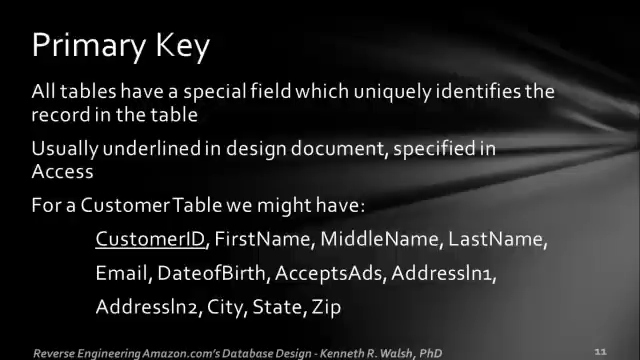 Primary Key
All tables have a special field which uniquely identifies the
record in the table
Usually underlined in design document, specified in
Access
For a Customer Table we might have:
CustomerID, FirstName, MiddleName, LastName,
Email, DateofBirth, AcceptsAds, Addressln1,
Addressln2, City, State, Zip
Reverse Engineering Amazon.com's Database Design - Kenneth R. Walsh, PhD
11